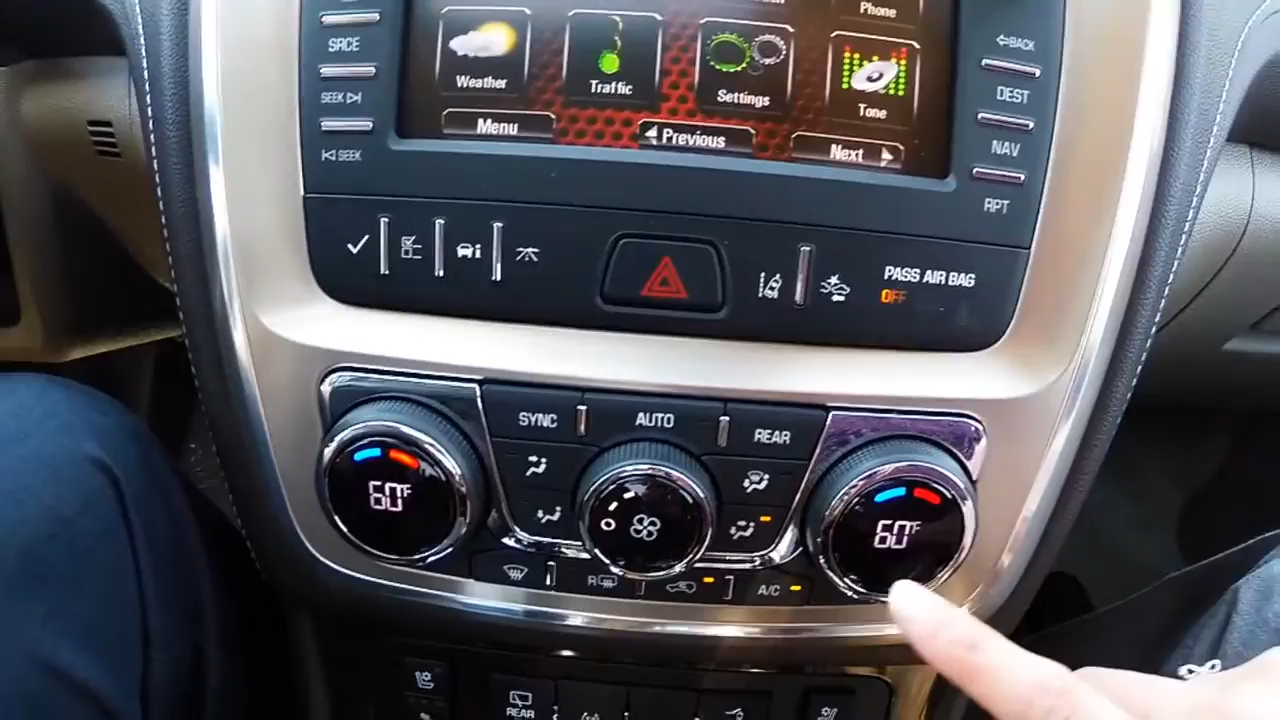 Phone
SRCE
Weather
Traffic
Settings
Tone
BACK
SEEK
DEST
Menu
Previous
Next
NAV
SEEK
RPT
PASS AIR BAG
OFF
SYNC
AUTO
REAR
60°F
60°F
R
A/C
REAR